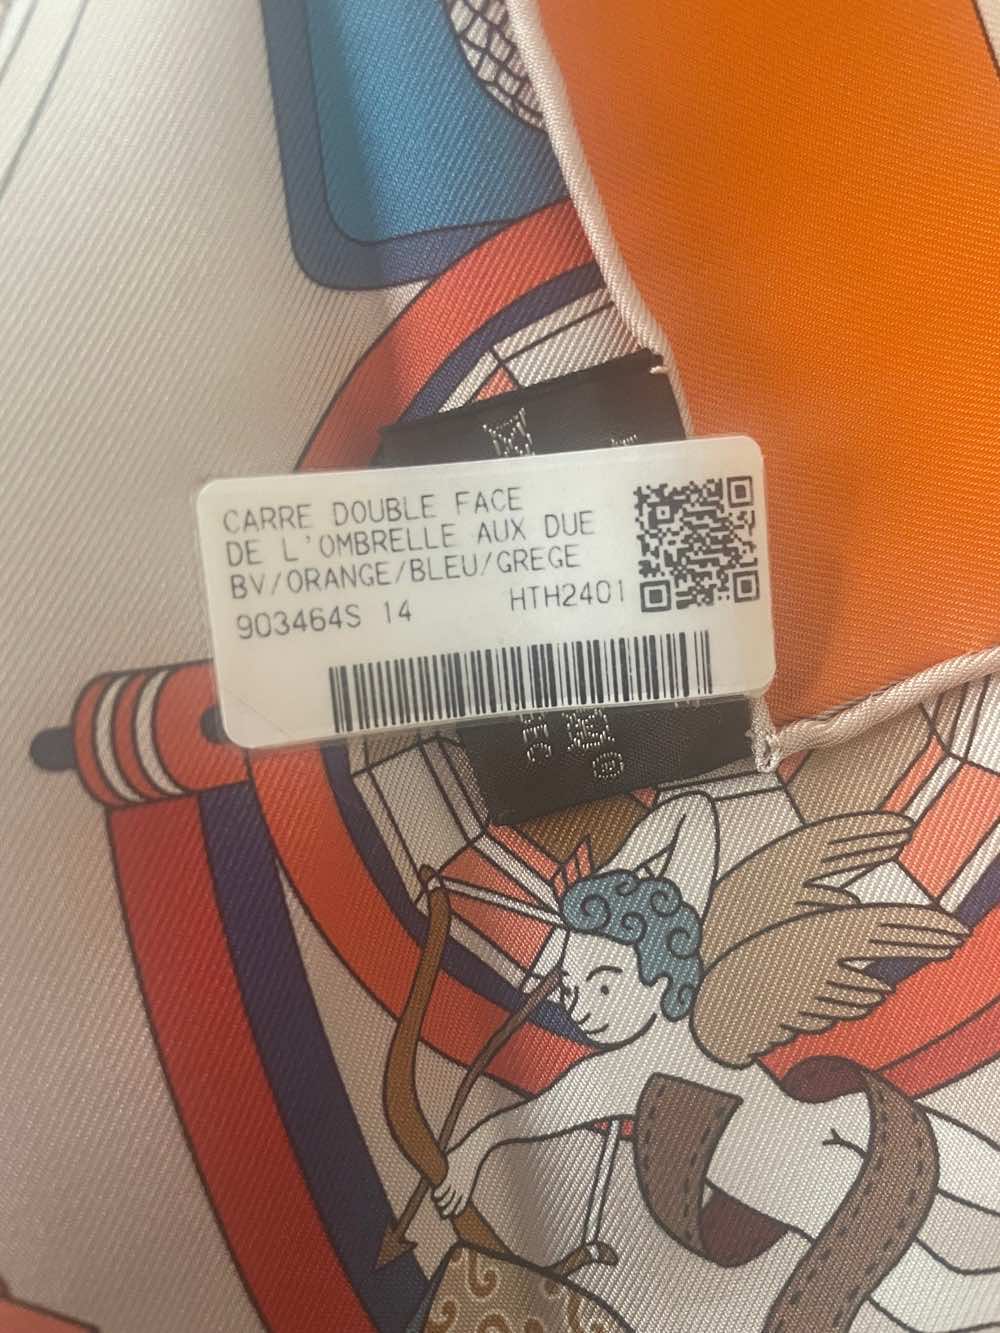 CARRE DOUBLE FACE
DE L'OMBRELLE AUX DUE
BV/ORANGE/BLEU/GREGE
903464S 14 HTH2401